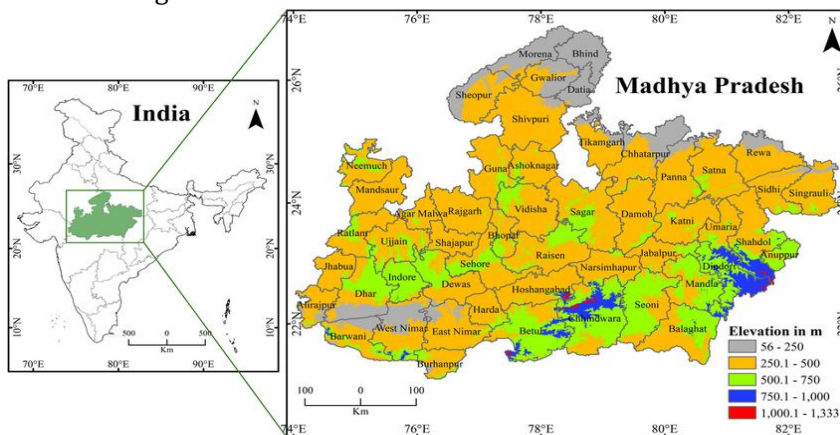 74°E
76°E
78°E
80°E
82°E
70°E
80°E
90°E
India
N
30°N
20°N
10°N
30°N
20°N
10°N
500
0
500
Km
70°E
80°E
90°E
Madhya Pradesh
N
26°N
24°N
22°N
24°N
22°N
Morena
Bhind
Gwalior
Datia
Sheopur
Shivpuri
Tikamgarh
Chhatarpur
Rewa
Neemuch
Guna
Ashoknagar
Panna
Satna
Mandsaur
Sidhi
Singrauli
Agar Malwa
Rajgarh
Vidisha
Sagar
Damoh
Katni
Umaria
Ratlam
Ujjain
Shajapur
Bhopal
Shahdol
Jhabua
Indore
Sehore
Raisen
Jabalpur
Anuppur
Dewas
Narsimhapur
Dindori
Dhar
Hoshangabad
Mandla
Alirajpur
Harda
Seoni
West Nimar
East Nimar
Betul
Chhindwara
Balaghat
Barwani
Burhanpur
Elevation in m
56 - 250
250.1 - 500
500.1 - 750
750.1 - 1,000
1,000.1 - 1,333
100
0
100
Km
74°E
76°E
78°E
80°E
82°E